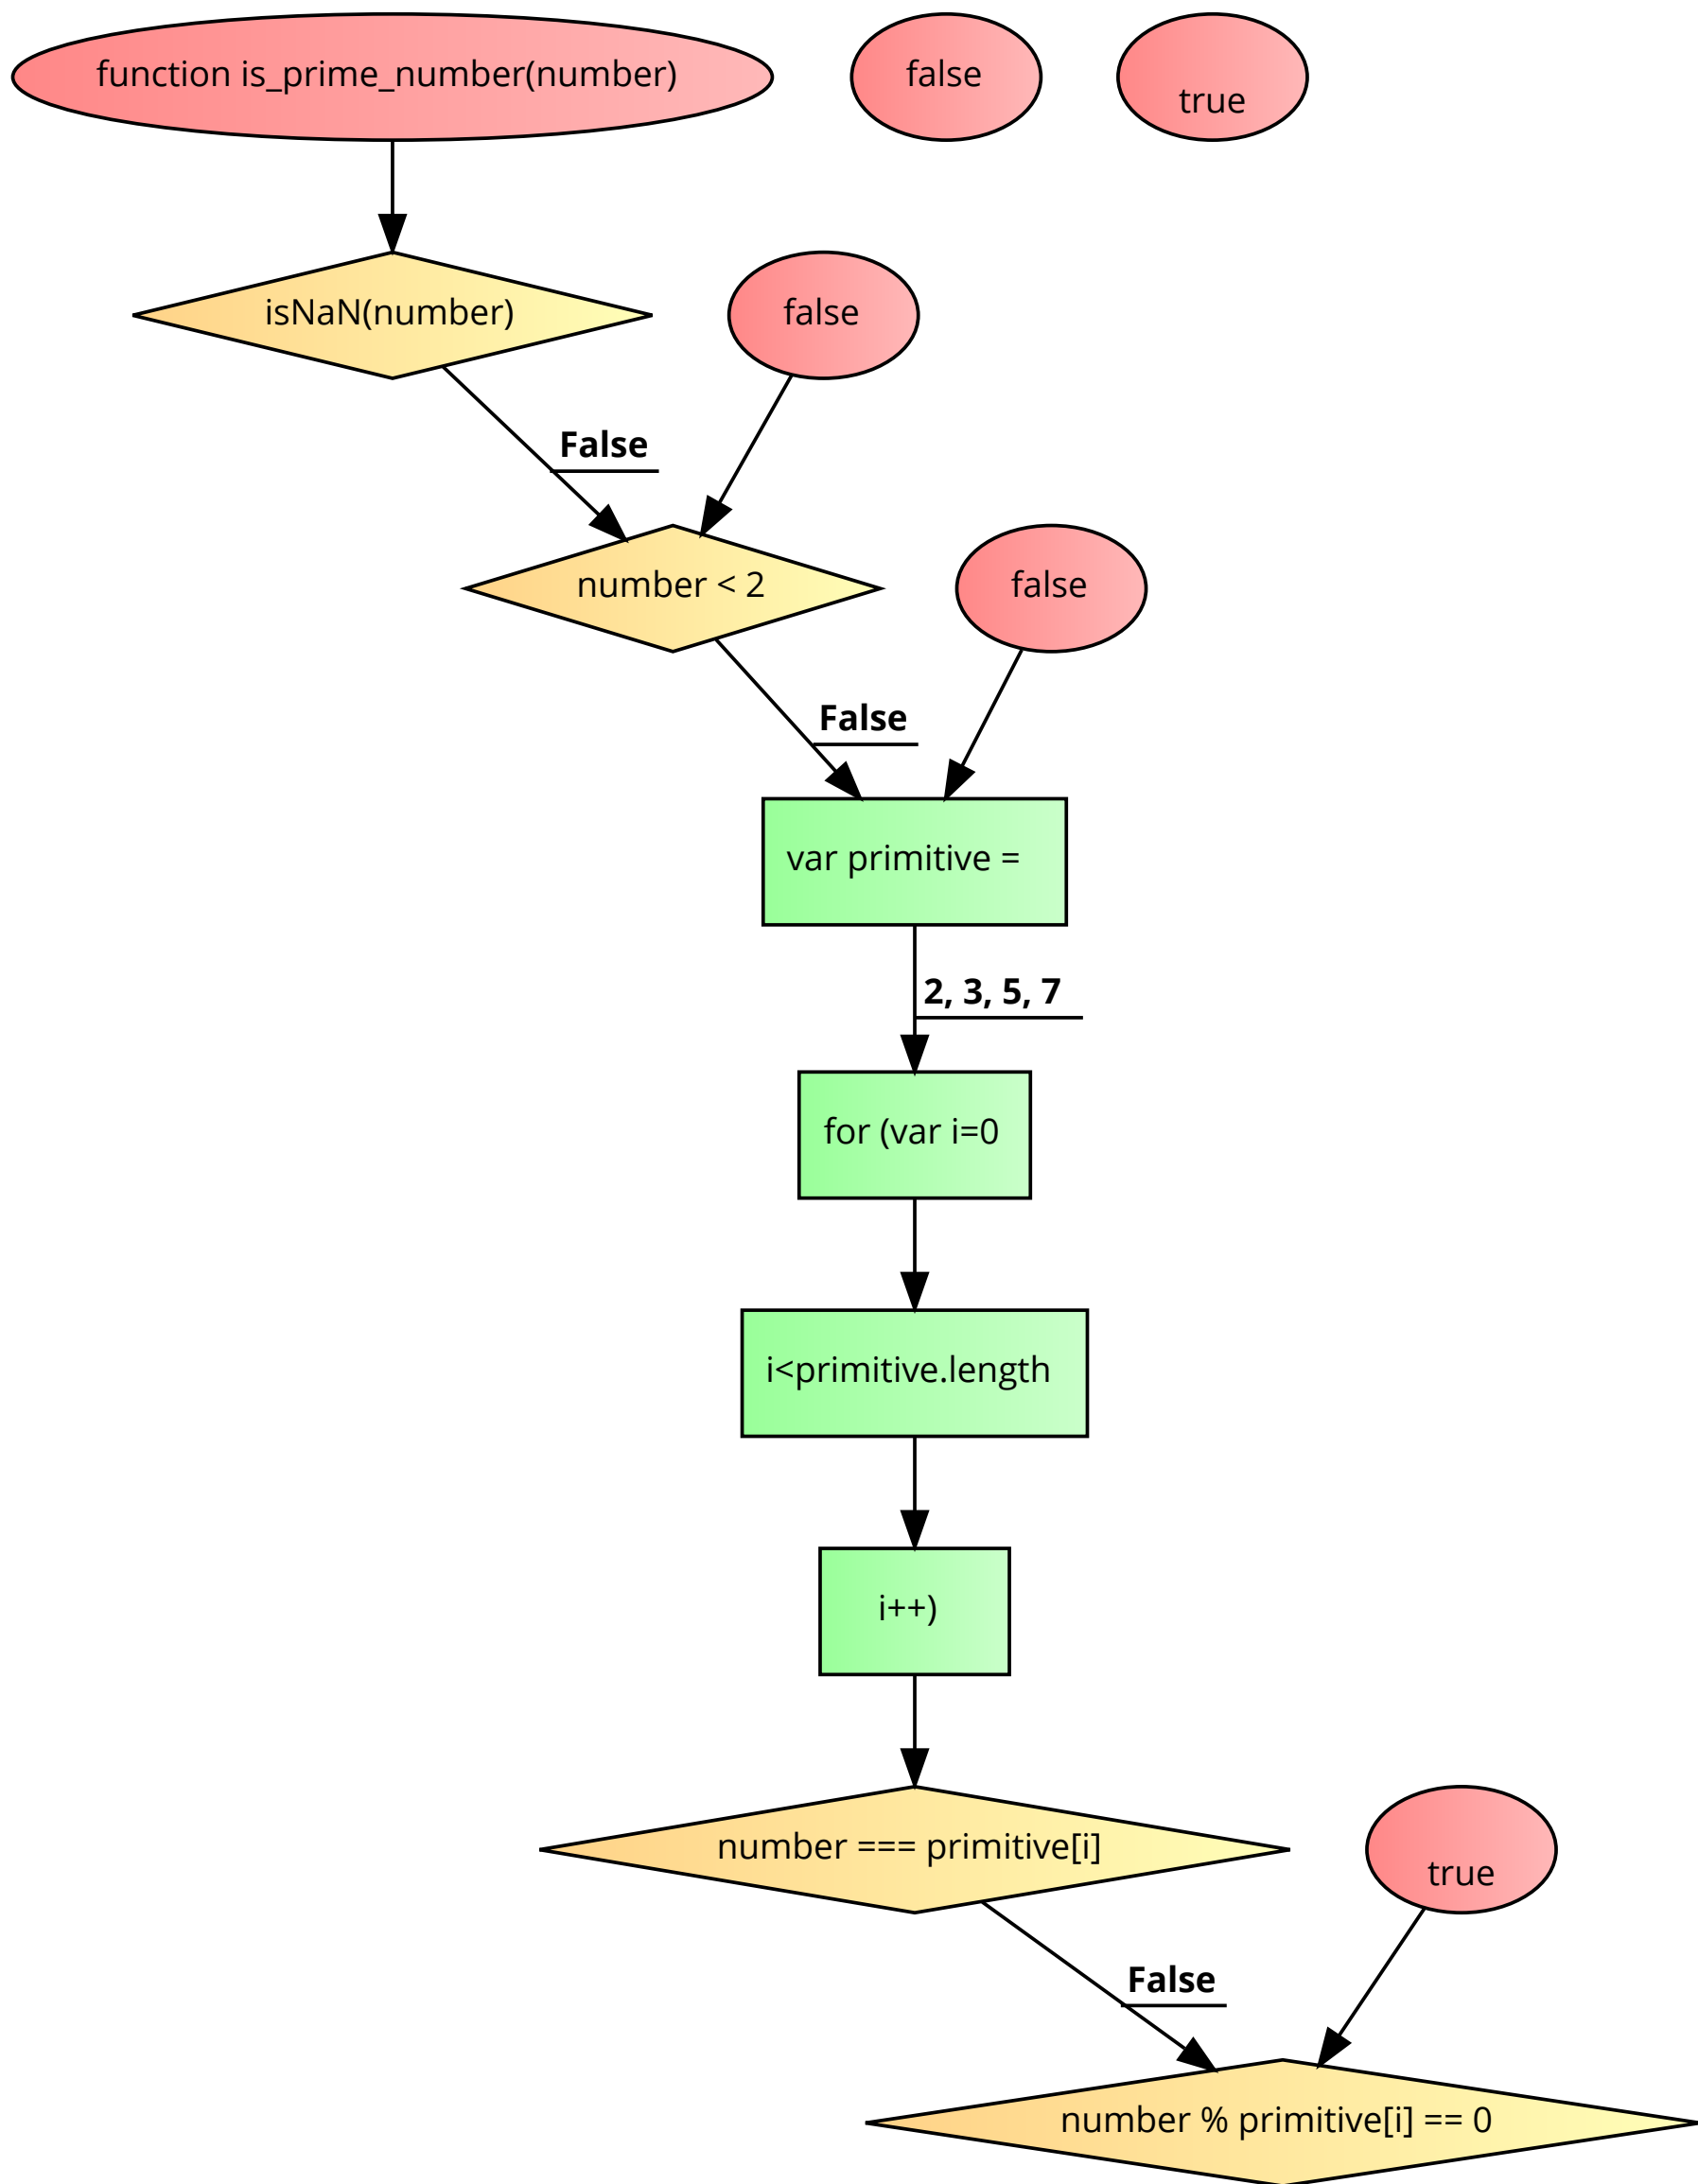 function is_prime_number(number)
false
true
isNaN(number)
false
False
number < 2
false
False
var primitive =
2, 3, 5, 7
for (var i=0
i<primitive.length
i++)
number === primitive[i]
true
False
number % primitive[i] == 0